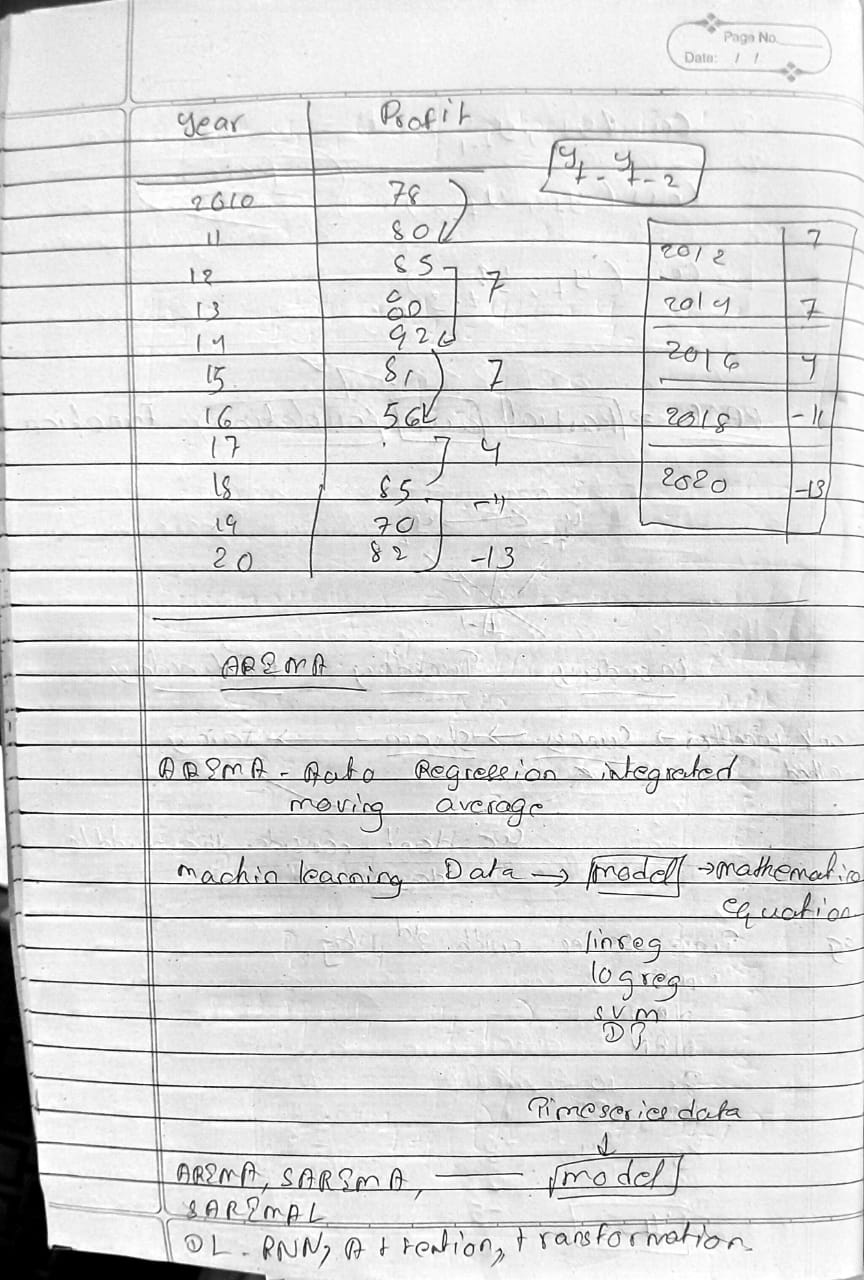 Page No.
Date: / /
Year Profit
y_t - y_t-2
2010 78
11 80
12 85 7
13 80
14 92
15 81 7
16 56
17 4
18 85 -11
19 70
20 82 -13
2012 7
2014 7
2016 4
2018 -11
2020 -13
ARIMA
ARIMA - Auto Regression integrated
moving average
machin learning Data → model → mathematic
equation
linreg
logreg
svm
DT
Timeseries data
↓
ARIMA, SARIMA, —— model
SARIMAL
DL - RNN, Attention, transformation